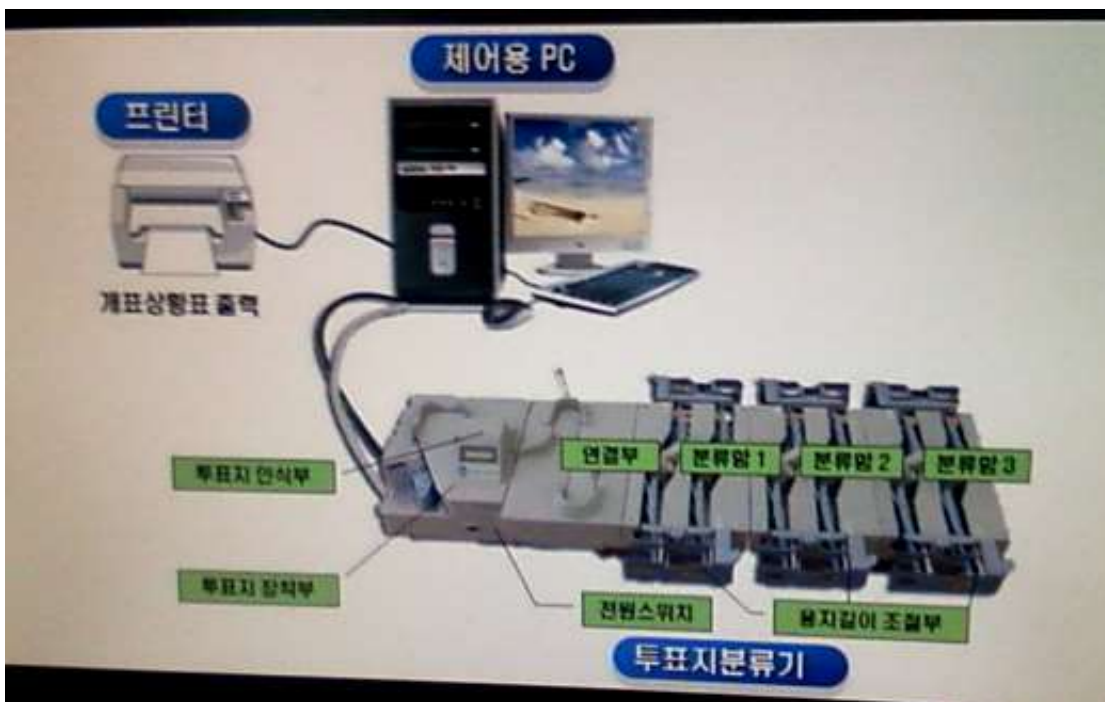 제어용 PC
프린터
개표상황표 출력
투표지 인식부
연결부
분류함 1
분류함 2
분류함 3
투표지 장착부
전원스위치
용지길이 조절부
투표지분류기